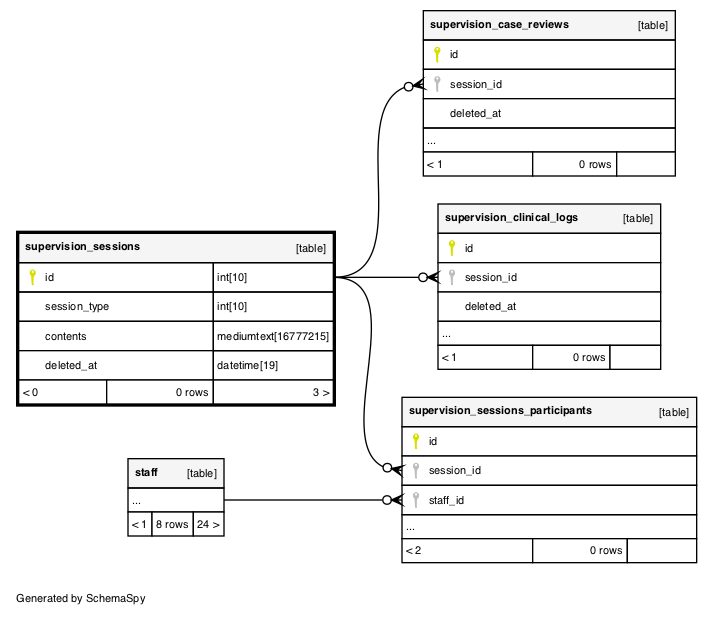 supervision_case_reviews [table]
id
session_id
deleted_at
...
< 1 0 rows
supervision_clinical_logs [table]
id
session_id
deleted_at
...
< 1 0 rows
supervision_sessions [table]
id int[10]
session_type int[10]
contents mediumtext[16777215]
deleted_at datetime[19]
< 0 0 rows 3 >
supervision_sessions_participants [table]
id
session_id
staff_id
...
< 2 0 rows
staff [table]
...
< 1 8 rows 24 >
Generated by SchemaSpy